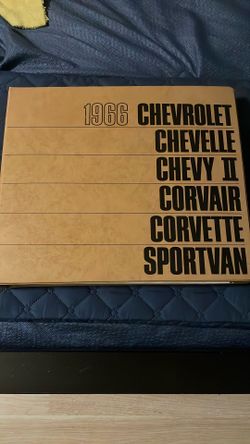 1966 CHEVROLET
CHEVELLE
CHEVY II
CORVAIR
CORVETTE
SPORTVAN